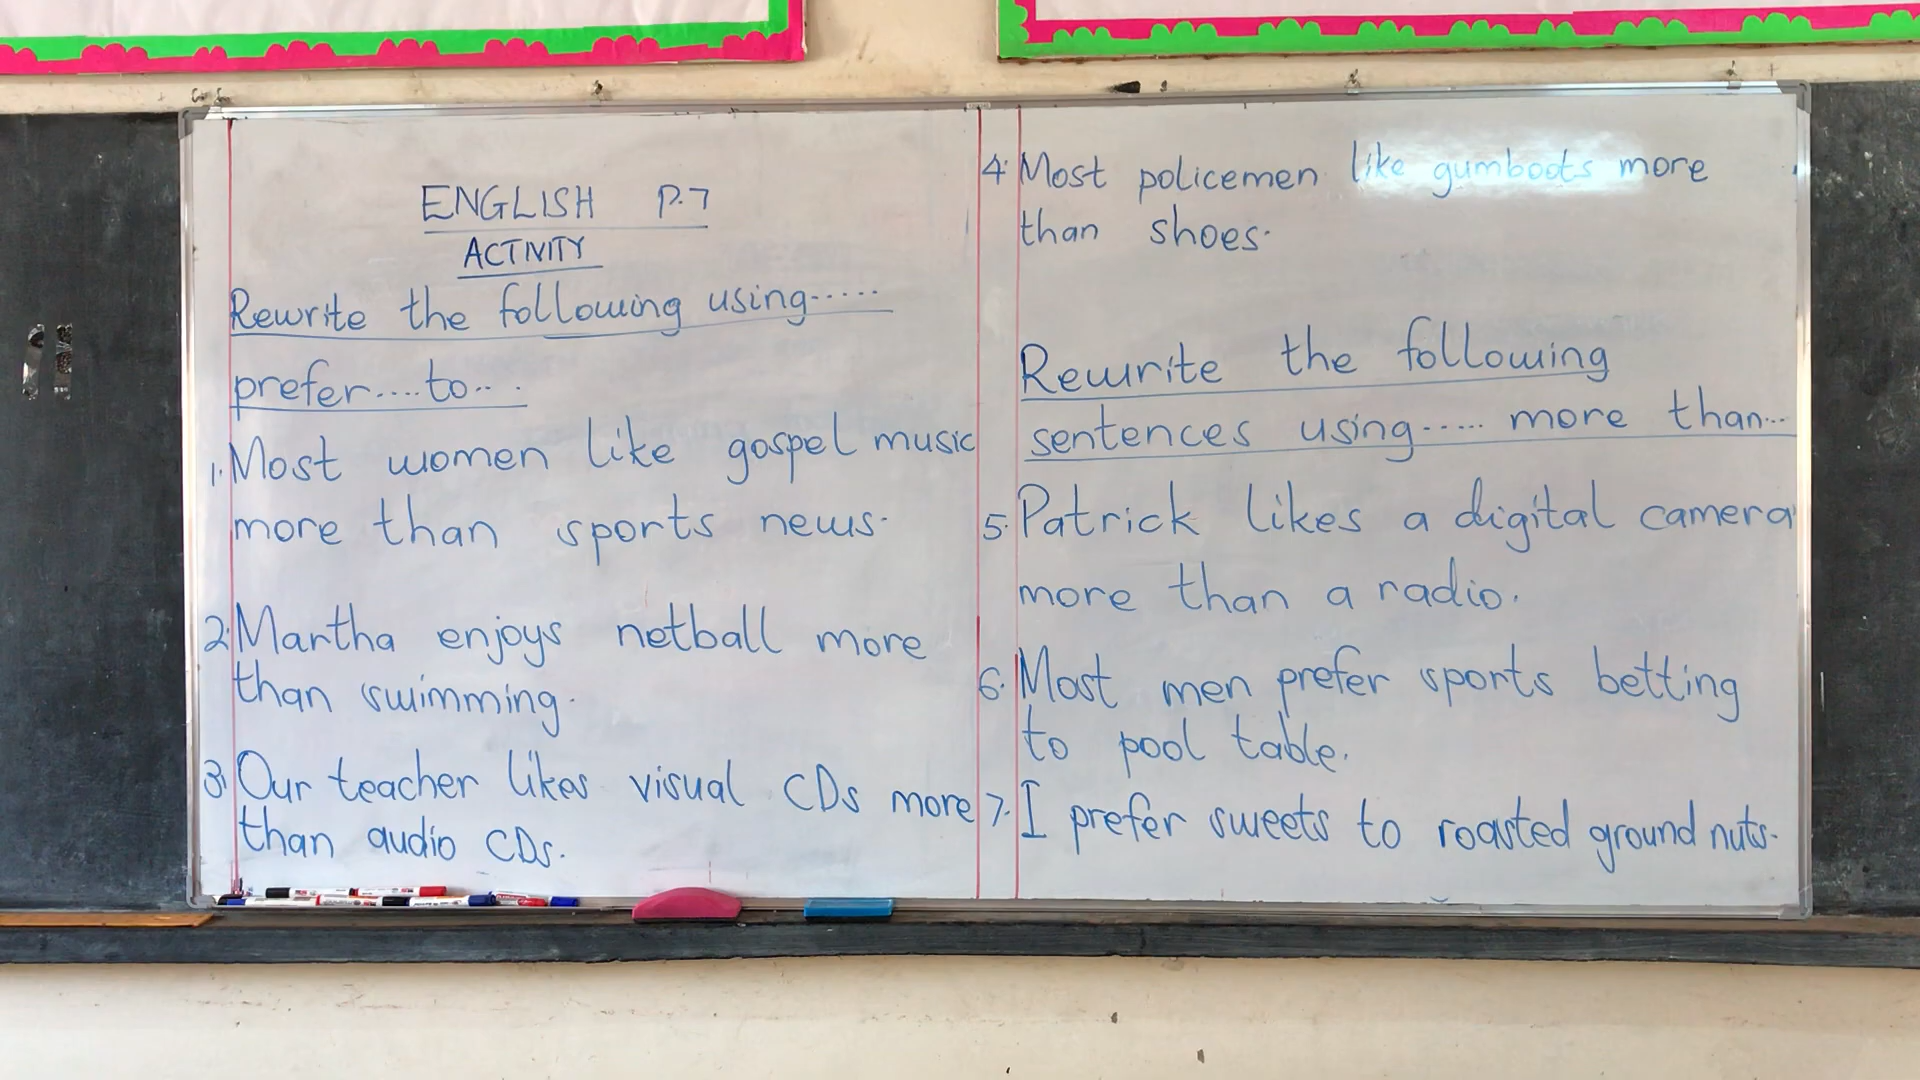 ENGLISH P.7
ACTIVITY
Rewrite the following using.....
prefer....to...
1. Most women like gospel music
more than sports news.
2. Martha enjoys netball more
than swimming.
3. Our teacher likes visual CDs more
than audio CDs.
4. Most policemen like gumboots more
than shoes.
Rewrite the following
sentences using..... more than...
5. Patrick likes a digital camera
more than a radio.
6. Most men prefer sports betting
to pool table.
7. I prefer sweets to roasted ground nuts.